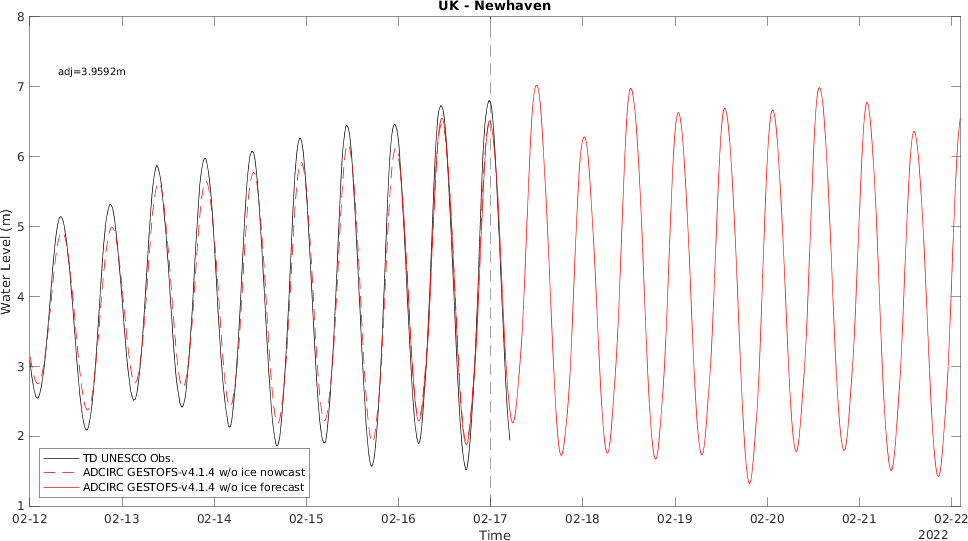 UK - Newhaven
8
adj=3.9592m
7
6
5
Water Level (m)
4
3
2
TD UNESCO Obs.
ADCIRC GESTOFS-v4.1.4 w/o ice nowcast
ADCIRC GESTOFS-v4.1.4 w/o ice forecast
1
02-12 02-13 02-14 02-15 02-16 02-17 02-18 02-19 02-20 02-21 02-22
Time
2022